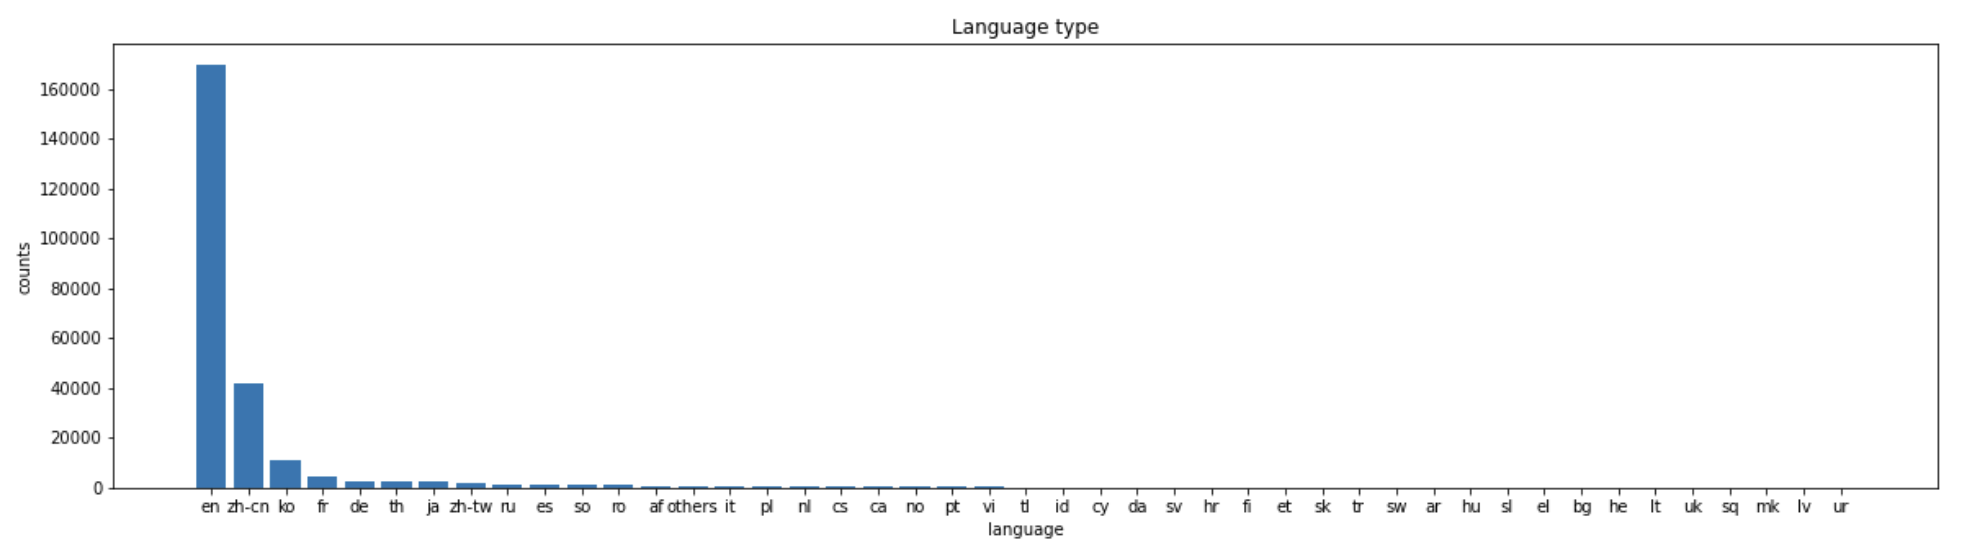 Language type
counts
160000
140000
120000
100000
80000
60000
40000
20000
0
en zh-cn ko fr de th ja zh-tw ru es so ro af others it pl nl cs ca no pt vi tl id cy da sv hr fi et sk tr sw ar hu sl el bg he lt uk sq mk lv ur
language